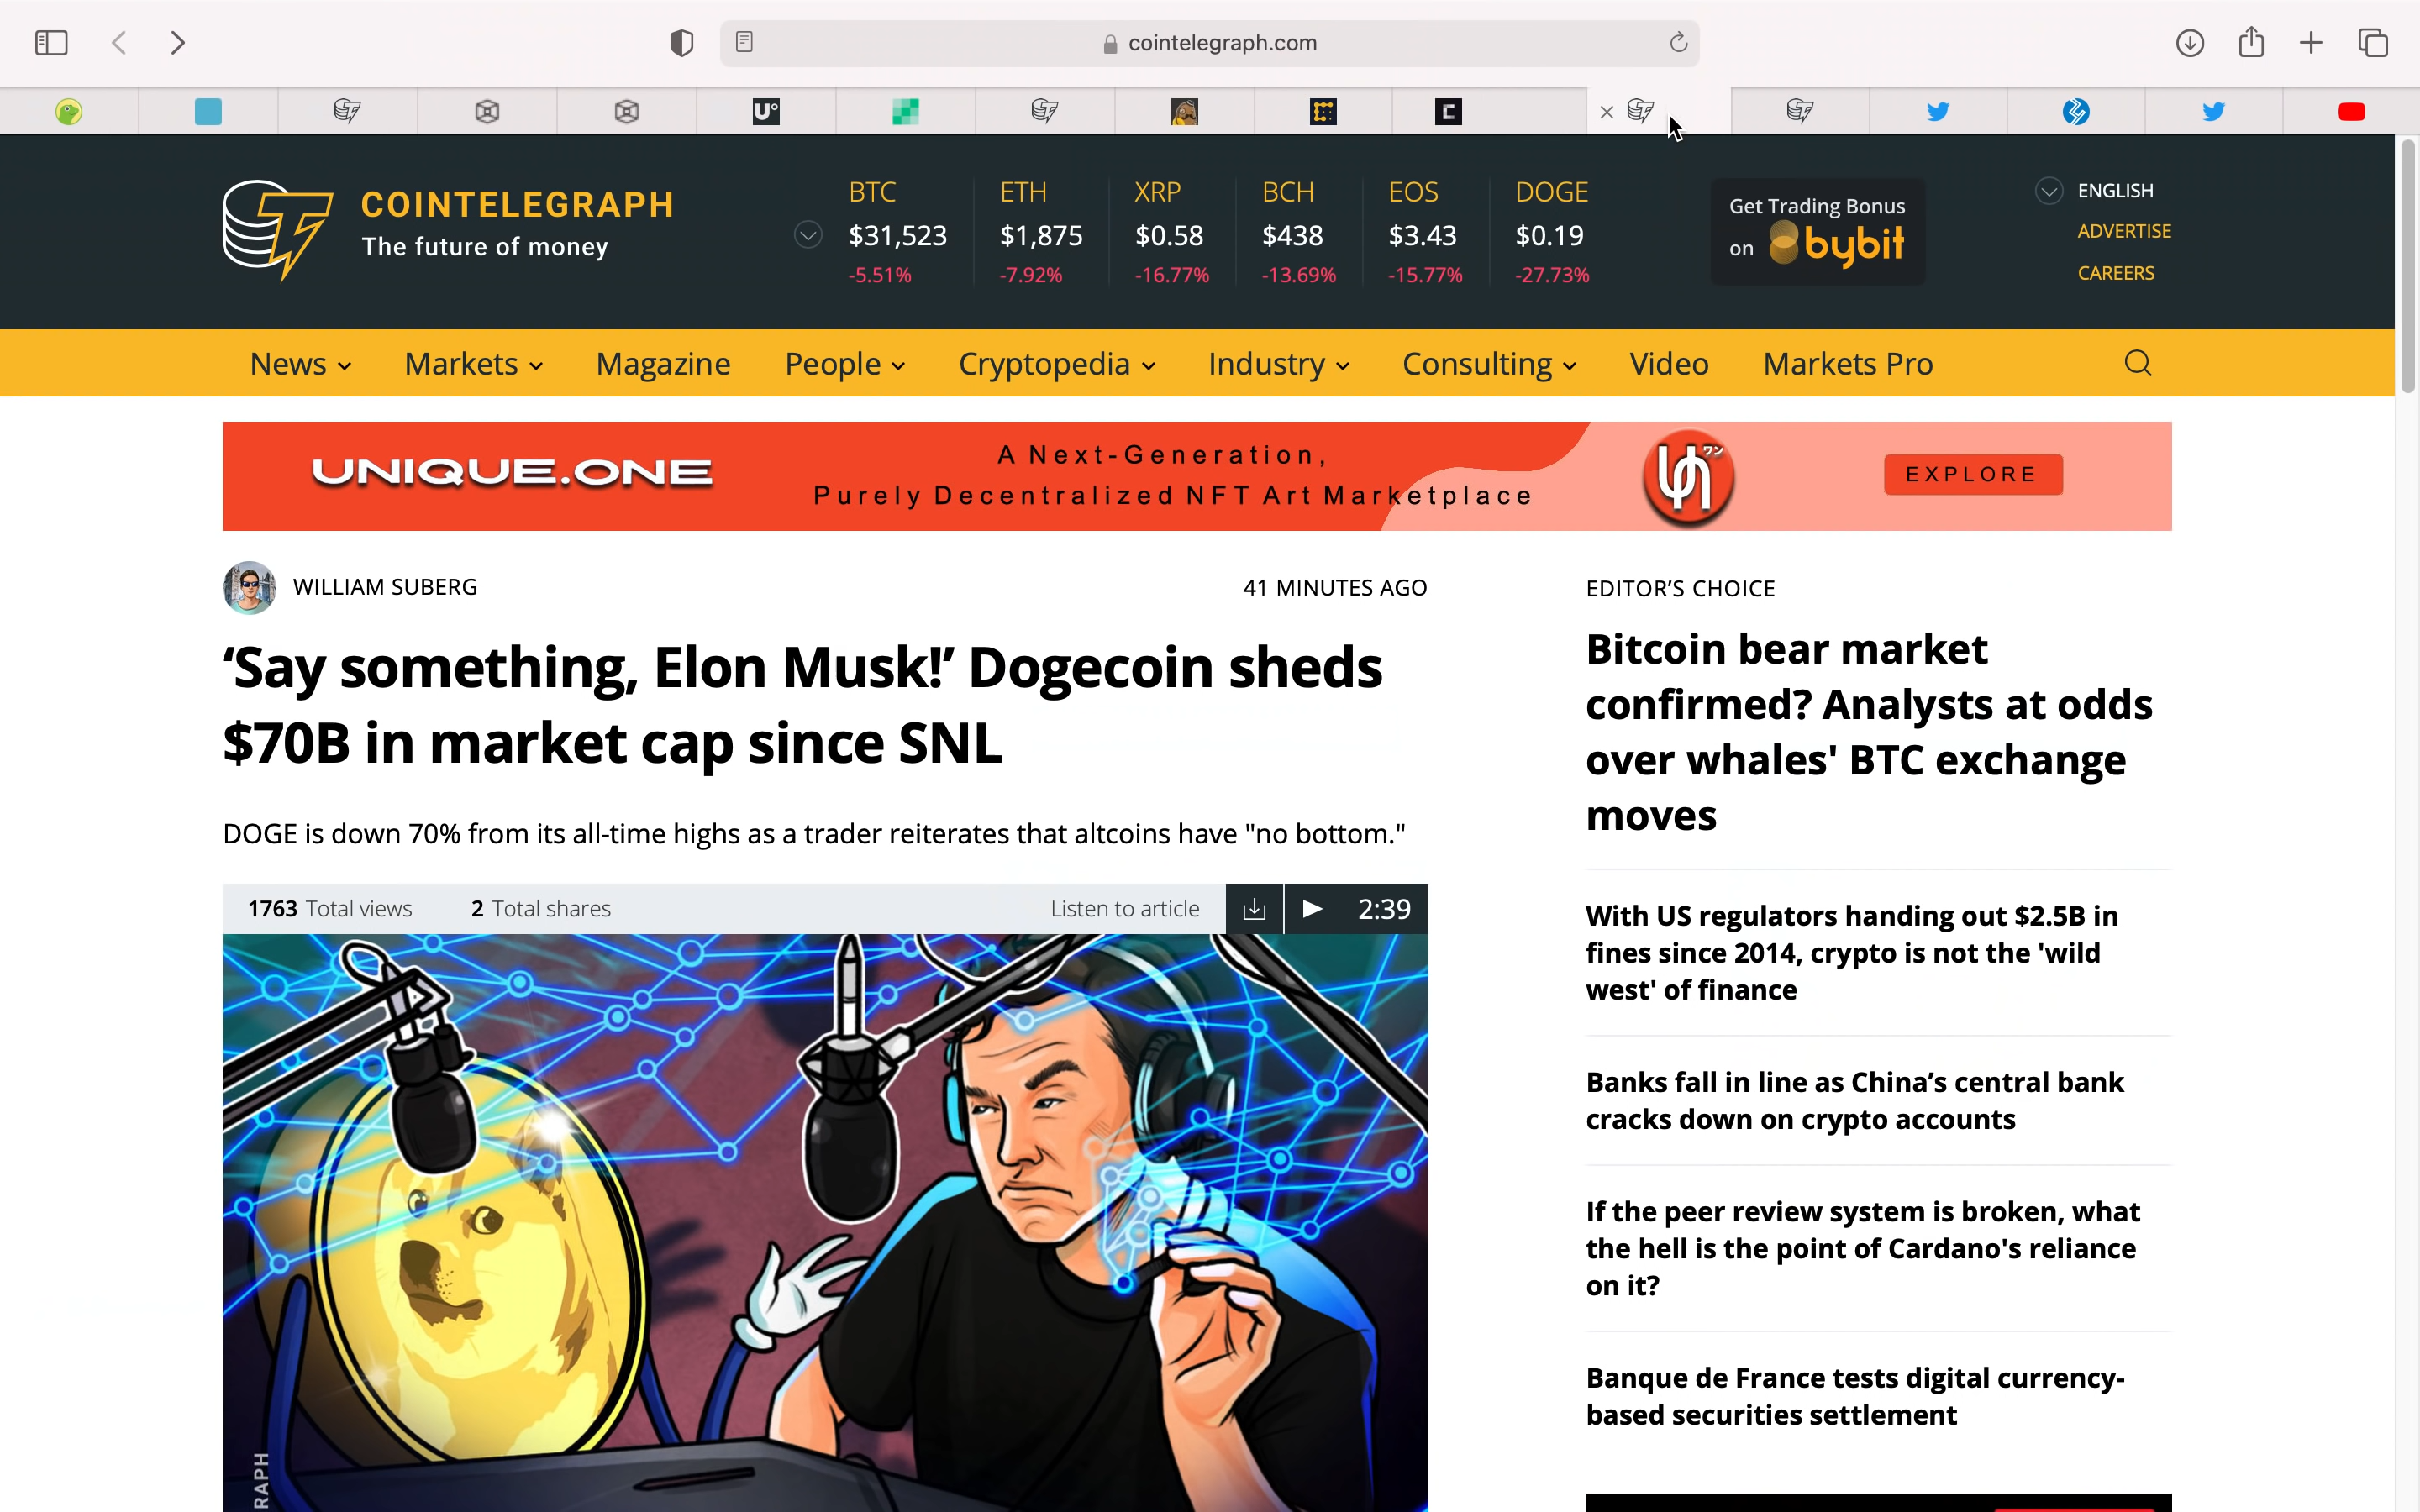 cointelegraph.com
COINTELEGRAPH
The future of money
BTC
$31,523
-5.51%
ETH
$1,875
-7.92%
XRP
$0.58
-16.77%
BCH
$438
-13.69%
EOS
$3.43
-15.77%
DOGE
$0.19
-27.73%
Get Trading Bonus
on bybit
ENGLISH
ADVERTISE
CAREERS
News Markets Magazine People Cryptopedia Industry Consulting Video Markets Pro
UNIQUE.ONE
A Next-Generation,
Purely Decentralized NFT Art Marketplace
ワン
EXPLORE
WILLIAM SUBERG
41 MINUTES AGO
‘Say something, Elon Musk!’ Dogecoin sheds
$70B in market cap since SNL
DOGE is down 70% from its all-time highs as a trader reiterates that altcoins have "no bottom."
1763 Total views 2 Total shares Listen to article 2:39
RAPH
EDITOR’S CHOICE
Bitcoin bear market
confirmed? Analysts at odds
over whales' BTC exchange
moves
With US regulators handing out $2.5B in
fines since 2014, crypto is not the 'wild
west' of finance
Banks fall in line as China’s central bank
cracks down on crypto accounts
If the peer review system is broken, what
the hell is the point of Cardano's reliance
on it?
Banque de France tests digital currency-
based securities settlement